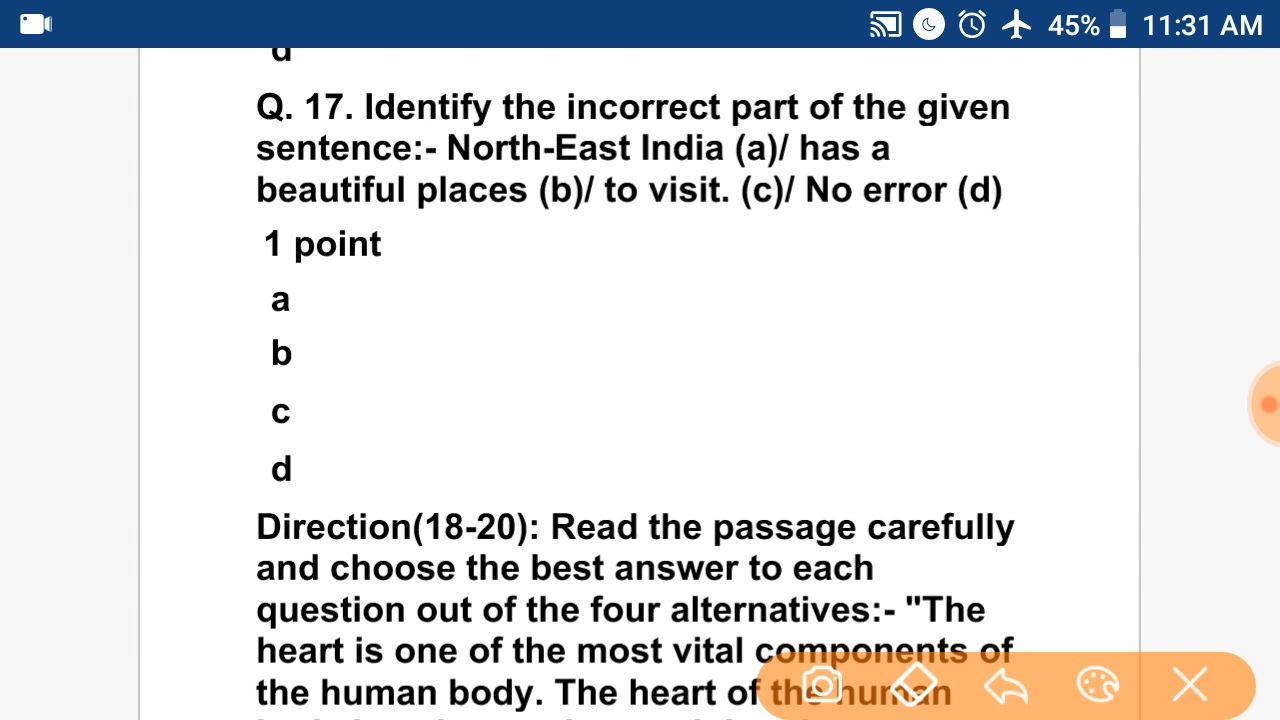 45% 11:31 AM
Q. 17. Identify the incorrect part of the given
sentence:- North-East India (a)/ has a
beautiful places (b)/ to visit. (c)/ No error (d)
1 point
a
b
c
d
Direction(18-20): Read the passage carefully
and choose the best answer to each
question out of the four alternatives:- "The
heart is one of the most vital components of
the human body. The heart of the human